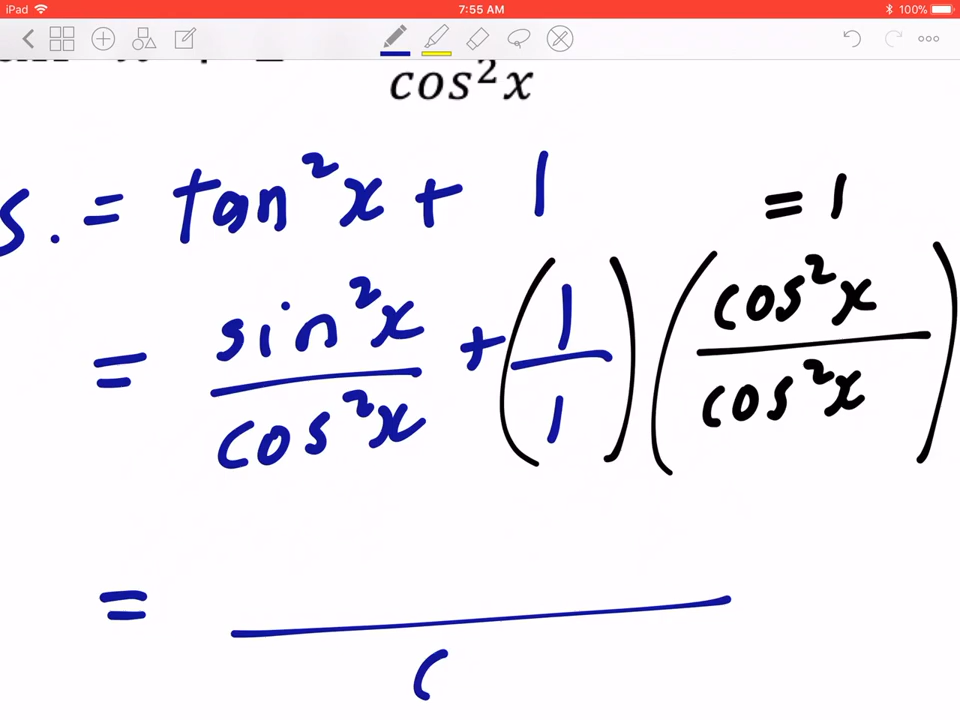 iPad 7:55 AM 100%
cos²x
S. = tan²x + 1
= 1
= sin²x/cos²x + (1/1) (cos²x/cos²x)
= ─── / c